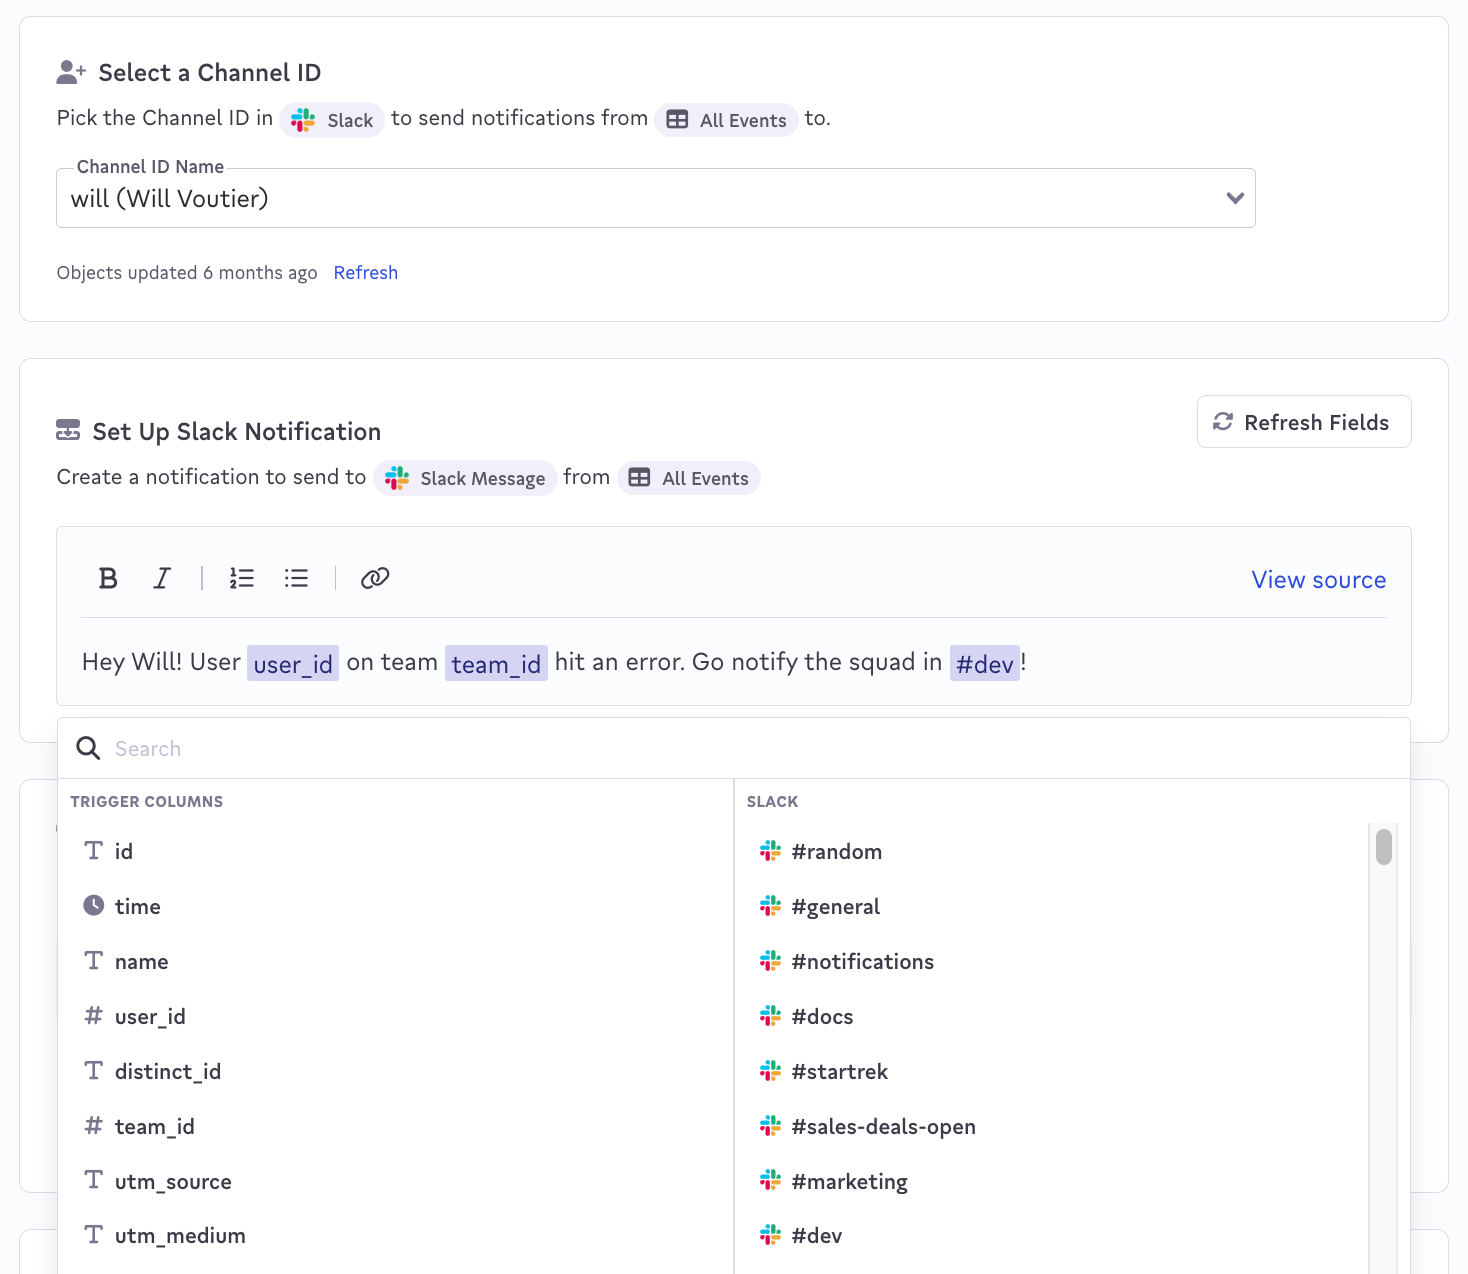 Select a Channel ID
Pick the Channel ID in Slack to send notifications from All Events to.
Channel ID Name
will (Will Voutier)
Objects updated 6 months ago Refresh
Set Up Slack Notification
Refresh Fields
Create a notification to send to Slack Message from All Events
B I View source
Hey Will! User user_id on team team_id hit an error. Go notify the squad in #dev!
Search
TRIGGER COLUMNS
id
time
name
user_id
distinct_id
team_id
utm_source
utm_medium
SLACK
#random
#general
#notifications
#docs
#startrek
#sales-deals-open
#marketing
#dev